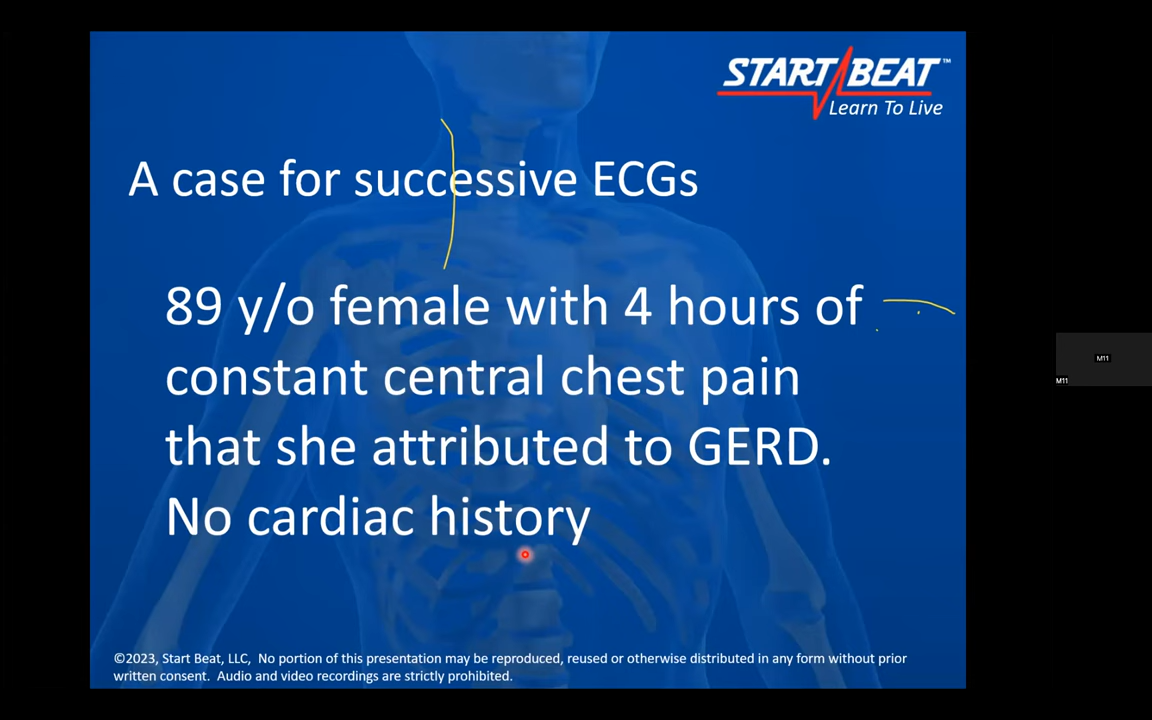 START BEAT™
Learn To Live
A case for successive ECGs
89 y/o female with 4 hours of
constant central chest pain
that she attributed to GERD.
No cardiac history
M11
M11
©2023, Start Beat, LLC, No portion of this presentation may be reproduced, reused or otherwise distributed in any form without prior
written consent. Audio and video recordings are strictly prohibited.